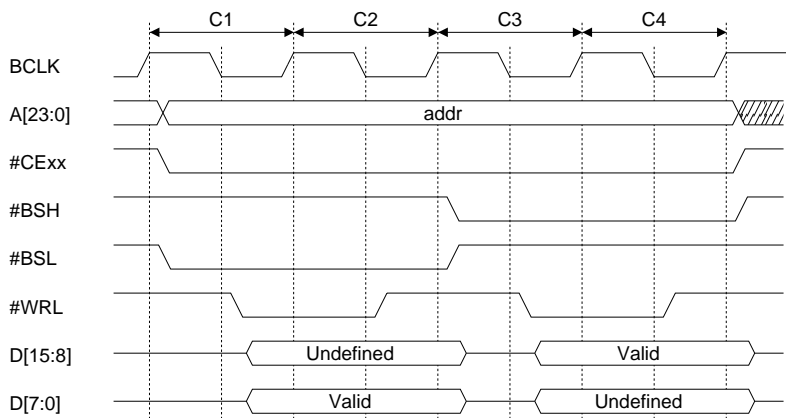 C1 C2 C3 C4
BCLK
A[23:0] addr
#CExx
#BSH
#BSL
#WRL
D[15:8] Undefined Valid
D[7:0] Valid Undefined